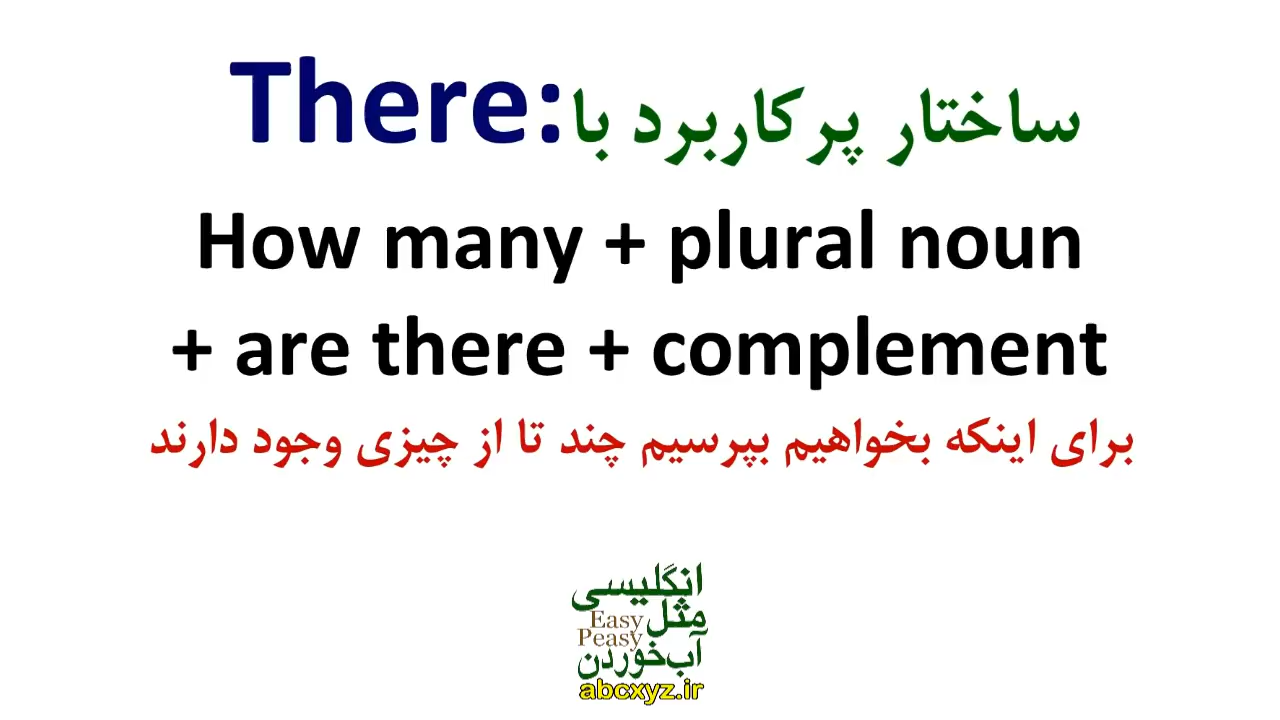 ساختار پرکاربرد با There:
How many + plural noun
+ are there + complement
برای اینکه بخواهیم بپرسیم چند تا از چیزی وجود دارند
انگلیسی
مثل Easy
Peasy
آب‌خوردن
abcxyz.ir